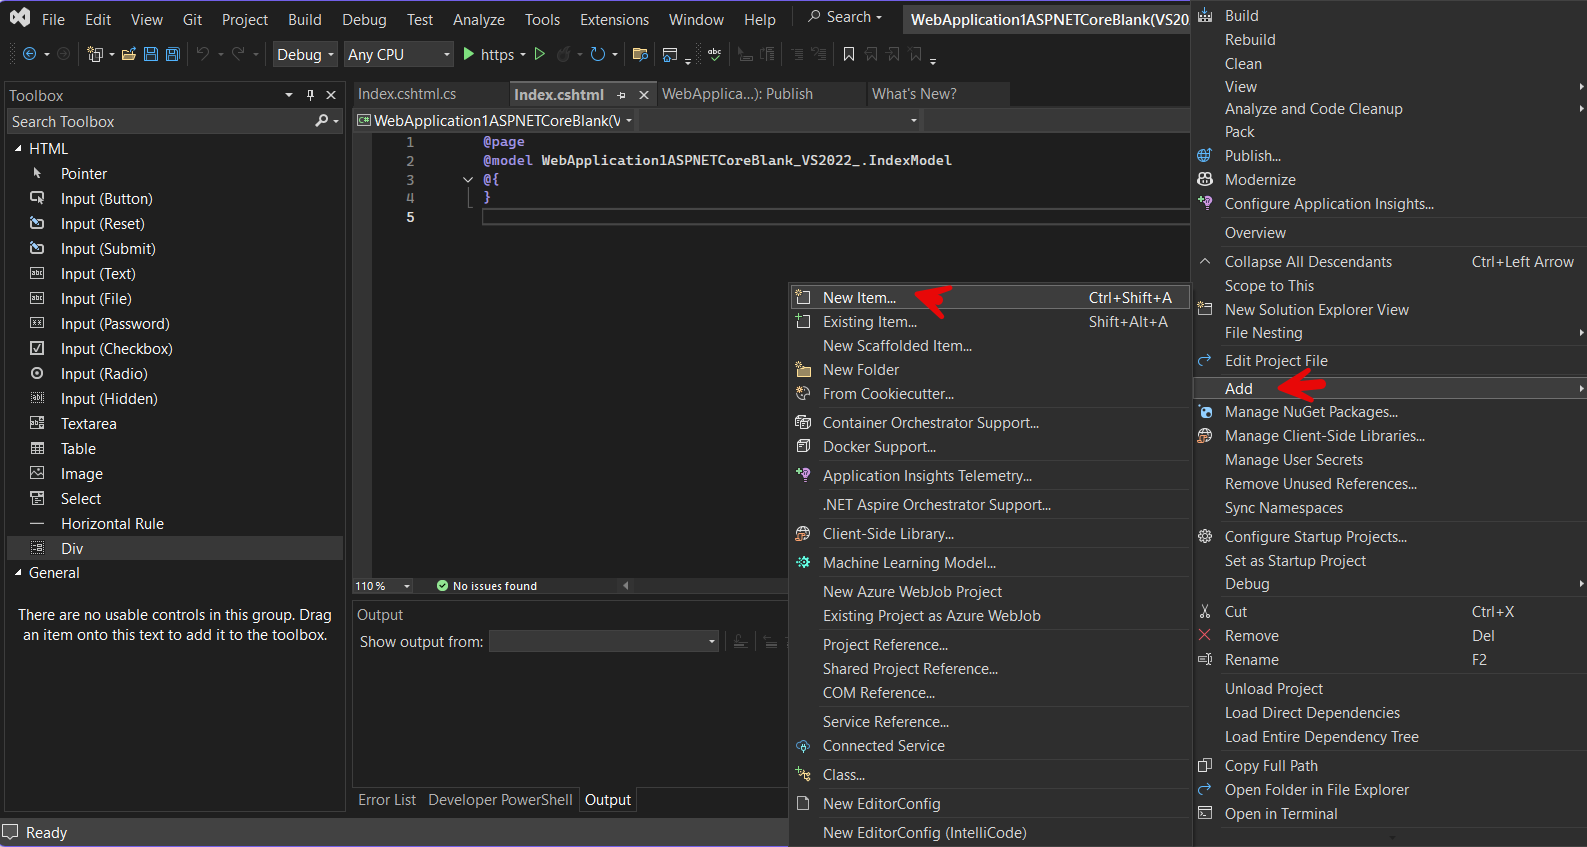 File Edit View Git Project Build Debug Test Analyze Tools Extensions Window Help Search WebApplication1ASPNETCoreBlank(VS20
Debug Any CPU https
Toolbox
Search Toolbox
HTML
Pointer
Input (Button)
Input (Reset)
Input (Submit)
Input (Text)
Input (File)
Input (Password)
Input (Checkbox)
Input (Radio)
Input (Hidden)
Textarea
Table
Image
Select
Horizontal Rule
Div
General
There are no usable controls in this group. Drag
an item onto this text to add it to the toolbox.
Index.cshtml.cs Index.cshtml WebApplica...): Publish What's New?
C# WebApplication1ASPNETCoreBlank(V
1 @page
2 @model WebApplication1ASPNETCoreBlank_VS2022_.IndexModel
3 @{
4 }
5
110 % No issues found
Output
Show output from:
Error List Developer PowerShell Output
Ready
New Item... Ctrl+Shift+A
Existing Item... Shift+Alt+A
New Scaffolded Item...
New Folder
From Cookiecutter...
Container Orchestrator Support...
Docker Support...
Application Insights Telemetry...
.NET Aspire Orchestrator Support...
Client-Side Library...
Machine Learning Model...
New Azure WebJob Project
Existing Project as Azure WebJob
Project Reference...
Shared Project Reference...
COM Reference...
Service Reference...
Connected Service
Class...
New EditorConfig
New EditorConfig (IntelliCode)
Build
Rebuild
Clean
View
Analyze and Code Cleanup
Pack
Publish...
Modernize
Configure Application Insights...
Overview
Collapse All Descendants Ctrl+Left Arrow
Scope to This
New Solution Explorer View
File Nesting
Edit Project File
Add
Manage NuGet Packages...
Manage Client-Side Libraries...
Manage User Secrets
Remove Unused References...
Sync Namespaces
Configure Startup Projects...
Set as Startup Project
Debug
Cut Ctrl+X
Remove Del
Rename F2
Unload Project
Load Direct Dependencies
Load Entire Dependency Tree
Copy Full Path
Open Folder in File Explorer
Open in Terminal